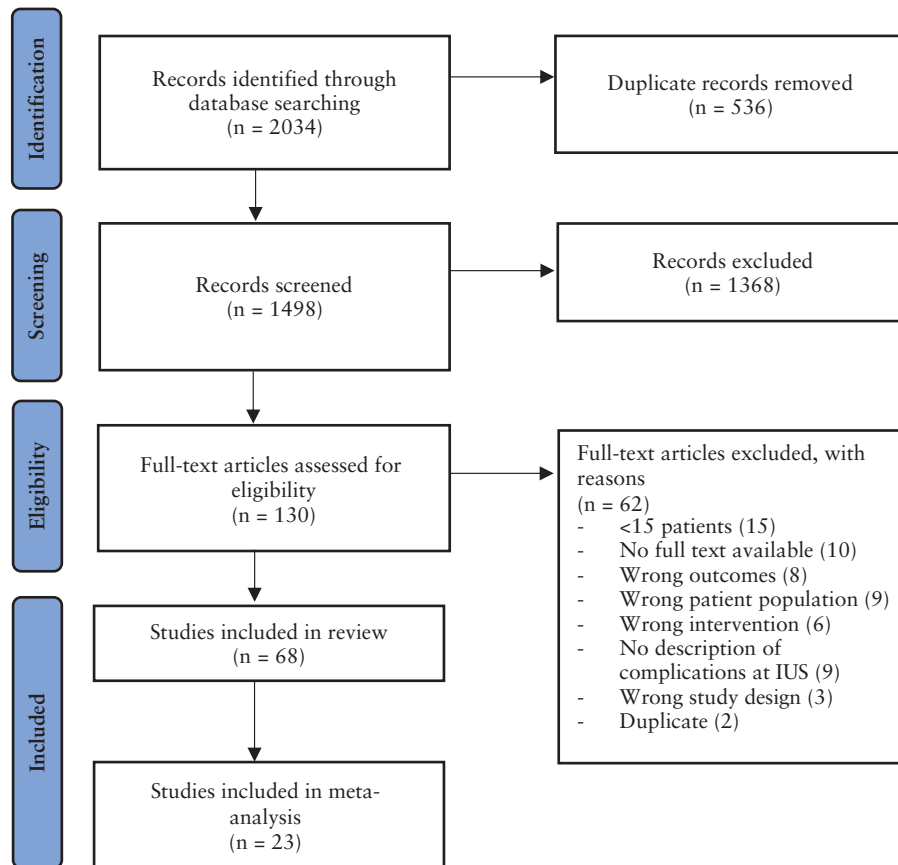 Identification
Records identified through
database searching
(n = 2034)
Duplicate records removed
(n = 536)
Screening
Records screened
(n = 1498)
Records excluded
(n = 1368)
Eligibility
Full-text articles assessed for
eligibility
(n = 130)
Full-text articles excluded, with
reasons
(n = 62)
- <15 patients (15)
- No full text available (10)
- Wrong outcomes (8)
- Wrong patient population (9)
- Wrong intervention (6)
- No description of
complications at IUS (9)
- Wrong study design (3)
- Duplicate (2)
Included
Studies included in review
(n = 68)
Studies included in meta-
analysis
(n = 23)